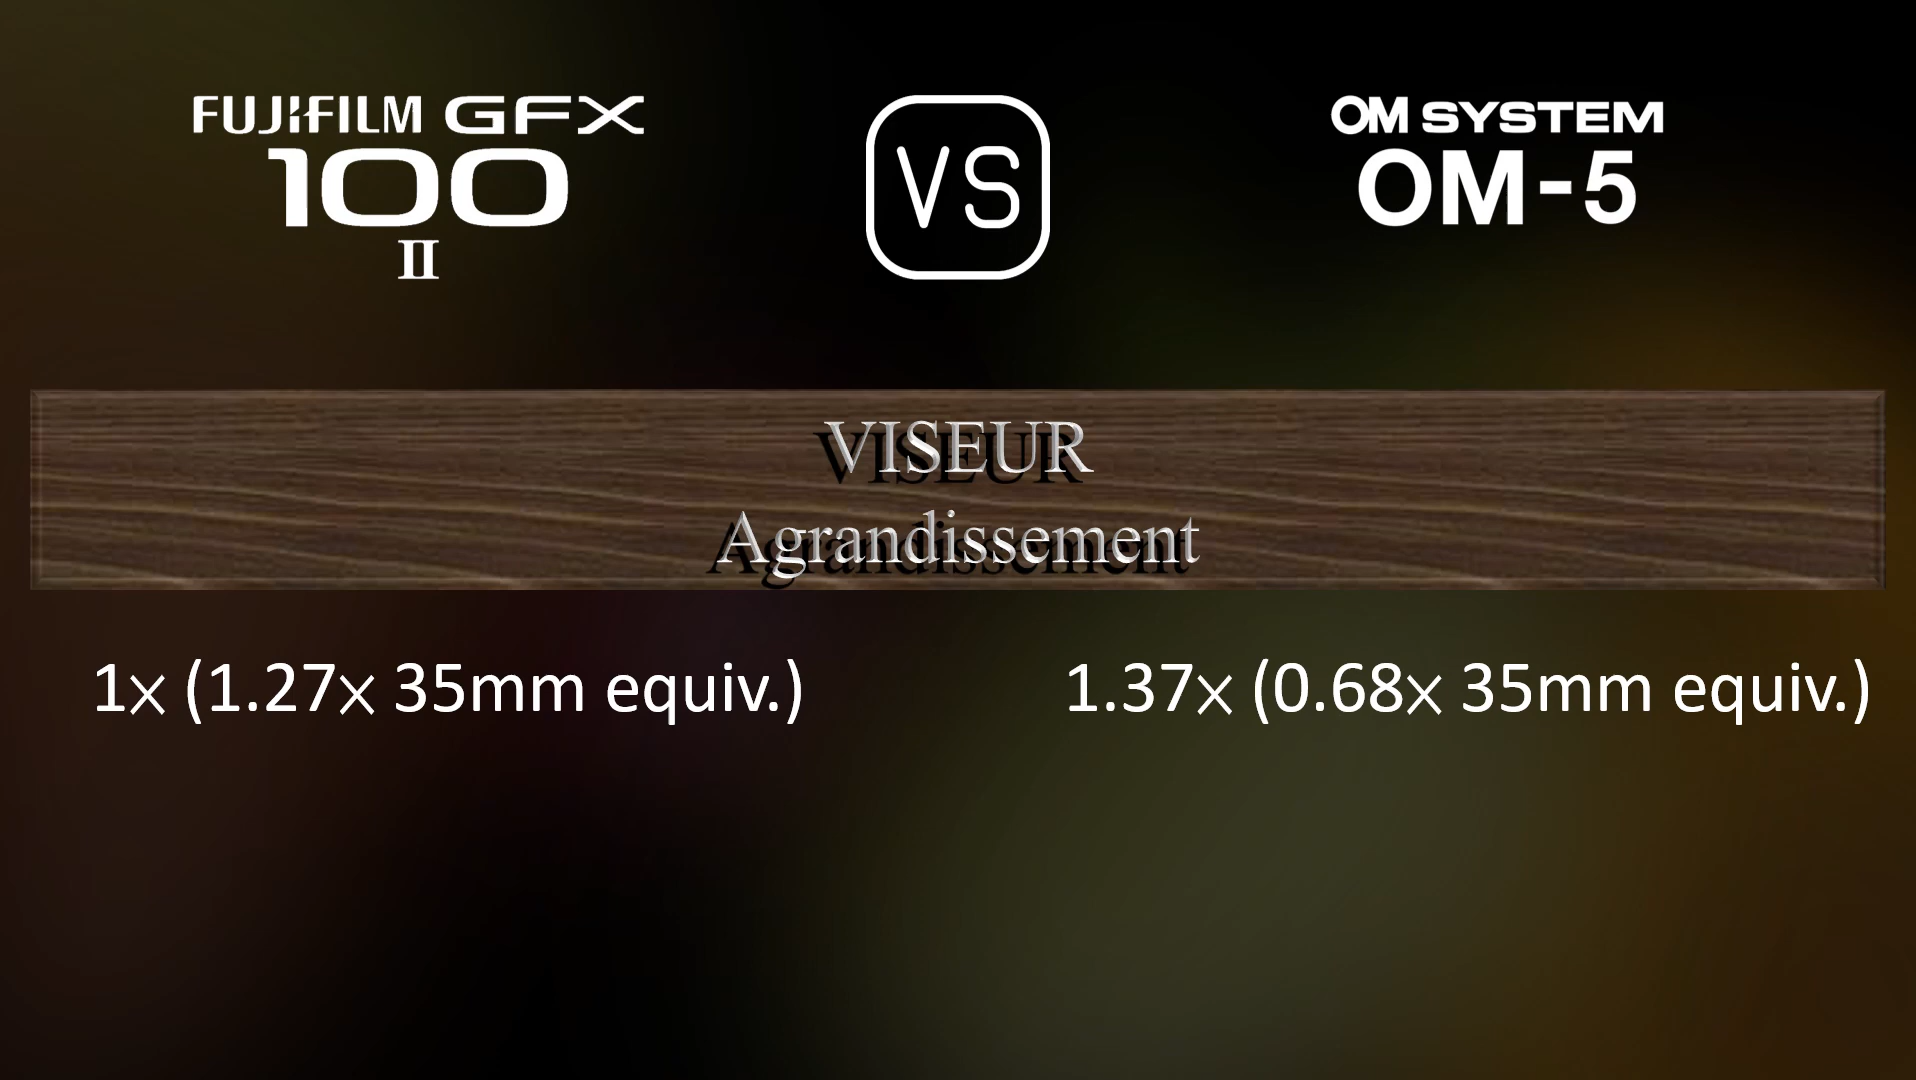 FUJIFILM GFX
100
II
VS
OM SYSTEM
OM-5
VISEUR
Agrandissement
1x (1.27x 35mm equiv.)
1.37x (0.68x 35mm equiv.)